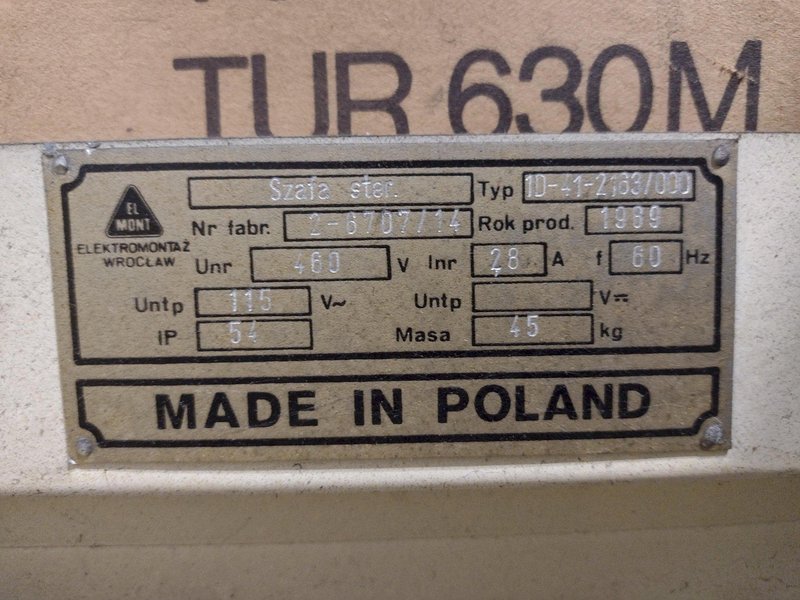 TUR 630M
EL
MONT
ELEKTROMONTAŻ
WROCŁAW
Szafa ster. Typ 1D-41-2163/000
Nr fabr. 2-6707/14 Rok prod. 1989
Unr 460 V Inr 28 A f 60 Hz
Untp 115 V~ Untp V⎓
IP 54 Masa 45 kg
MADE IN POLAND